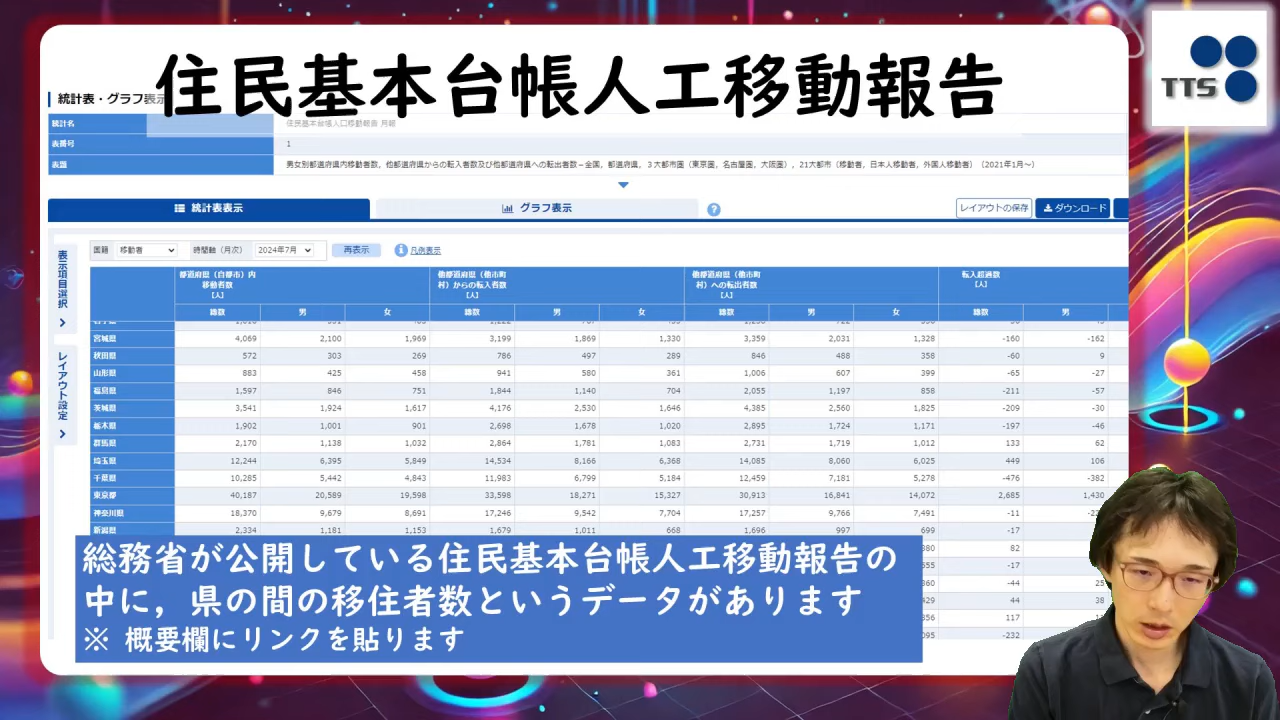 住民基本台帳人工移動報告
TTS
統計表・グラフ表示
統計名 住民基本台帳人口移動報告 月報
表番号 1
表題 男女別都道府県内移動者数，他都道府県からの転入者数及び他都道府県への転出者数－全国，都道府県，３大都市圏（東京圏，名古屋圏，大阪圏），21大都市（移動者，日本人移動者，外国人移動者）（2021年1月～）
統計表表示 グラフ表示 ? レイアウトの保存 ダウンロード
表示項目選択
レイアウト設定
国籍 移動者 時間軸（月次） 2024年7月 再表示 凡例表示
都道府県（自都市）内 他都道府県（他市町 他都道府県（他市町 転入超過数
移動者数 村）からの転入者数 村）への転出者数 【人】
【人】 【人】 【人】
総数 男 女 総数 男 女 総数 男 女 総数 男
宮城県 4,069 2,100 1,969 3,199 1,869 1,330 3,359 2,031 1,328 -160 -162
秋田県 572 303 269 786 497 289 846 488 358 -60 9
山形県 883 425 458 941 580 361 1,006 607 399 -65 -27
福島県 1,597 846 751 1,844 1,140 704 2,055 1,197 858 -211 -57
茨城県 3,541 1,924 1,617 4,176 2,530 1,646 4,385 2,560 1,825 -209 -30
栃木県 1,902 1,001 901 2,698 1,678 1,020 2,895 1,724 1,171 -197 -46
群馬県 2,170 1,138 1,032 2,864 1,781 1,083 2,731 1,719 1,012 133 62
埼玉県 12,244 6,395 5,849 14,534 8,166 6,368 14,085 8,060 6,025 449 106
千葉県 10,285 5,442 4,843 11,983 6,799 5,184 12,459 7,181 5,278 -476 -382
東京都 40,187 20,589 19,598 33,598 18,271 15,327 30,913 16,841 14,072 2,685 1,430
神奈川県 18,370 9,679 8,691 17,246 9,542 7,704 17,257 9,766 7,491 -11
新潟県 2,334 1,181 1,153 1,679 1,011 668 1,696 997 699 -17
82
-17
-44 25
44 38
117
-232
総務省が公開している住民基本台帳人工移動報告の
中に，県の間の移住者数というデータがあります
※ 概要欄にリンクを貼ります